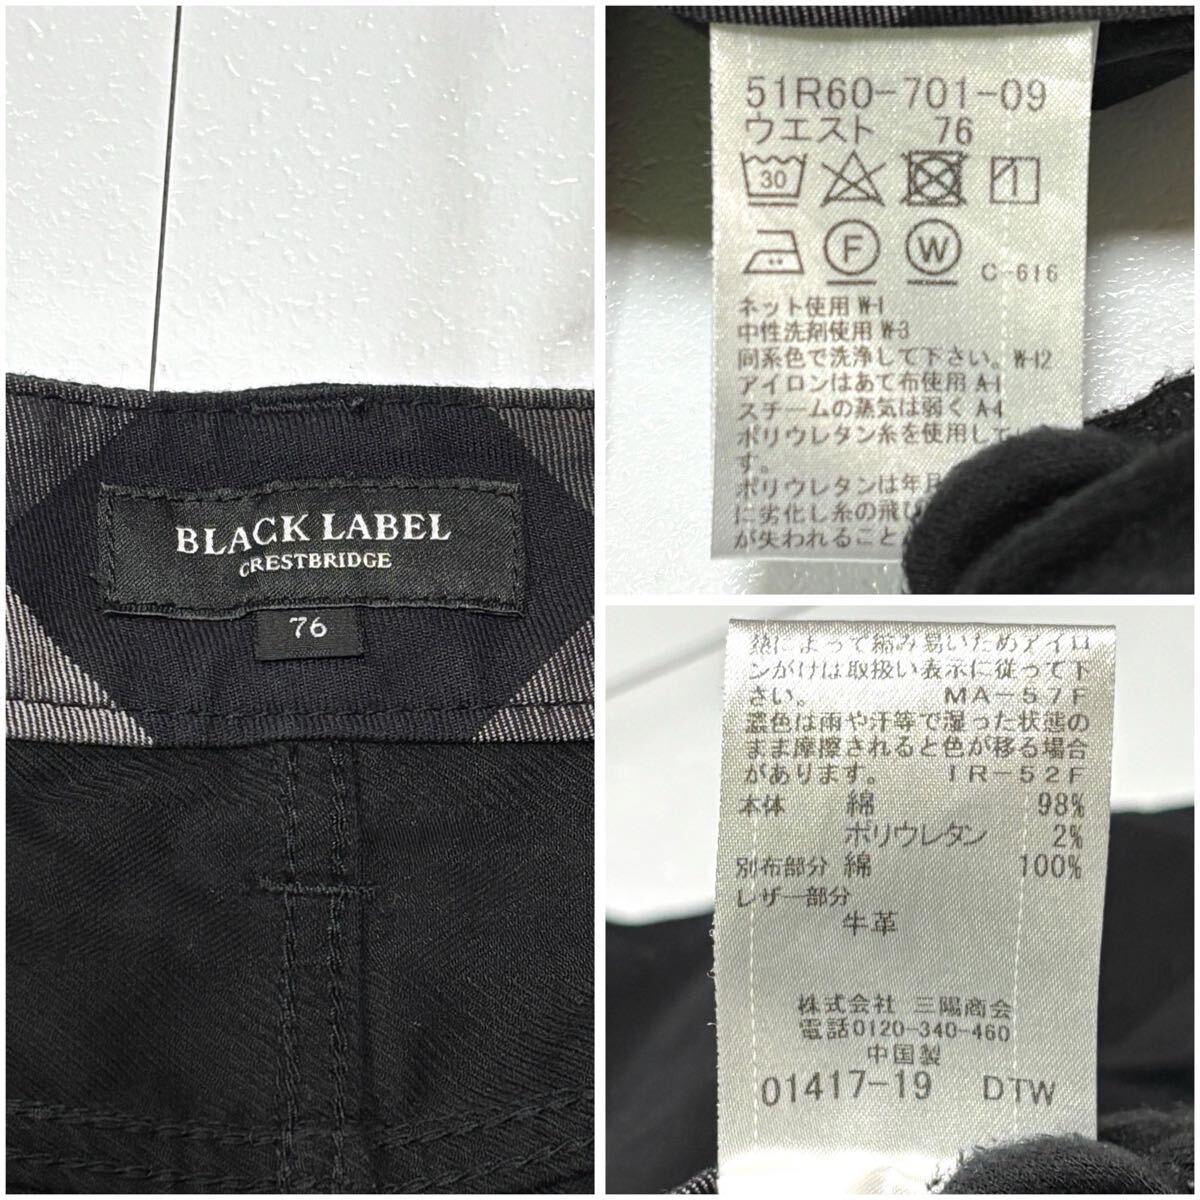 BLACK LABEL
CRESTBRIDGE
76
51R60-701-09
ウエスト 76
30
F W C-616
ネット使用 W-1
中性洗剤使用 W-3
同系色で洗浄して下さい。W-12
アイロンはあて布使用 A-1
スチームの蒸気は弱く A-4
ポリウレタン糸を使用して
す。
ポリウレタンは年月
に劣化し糸の飛び
が失われること
熱によって縮み易いためアイロ
ンがけは取扱い表示に従って下
さい。 MA-57F
濃色は雨や汗等で湿った状態の
まま摩擦されると色が移る場合
があります。 IR-52F
本体 綿 98%
ポリウレタン 2%
別布部分 綿 100%
レザー部分
牛革
株式会社 三陽商会
電話0120-340-460
中国製
01417-19 DTW